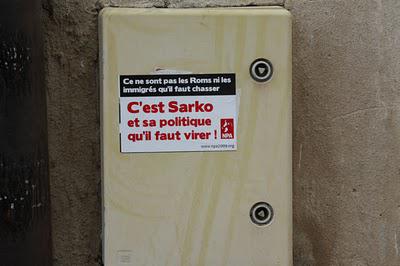 Ce ne sont pas les Roms ni les
immigrés qu'il faut chasser
C'est Sarko
et sa politique
qu'il faut virer !
NPA
www.npa2009.org